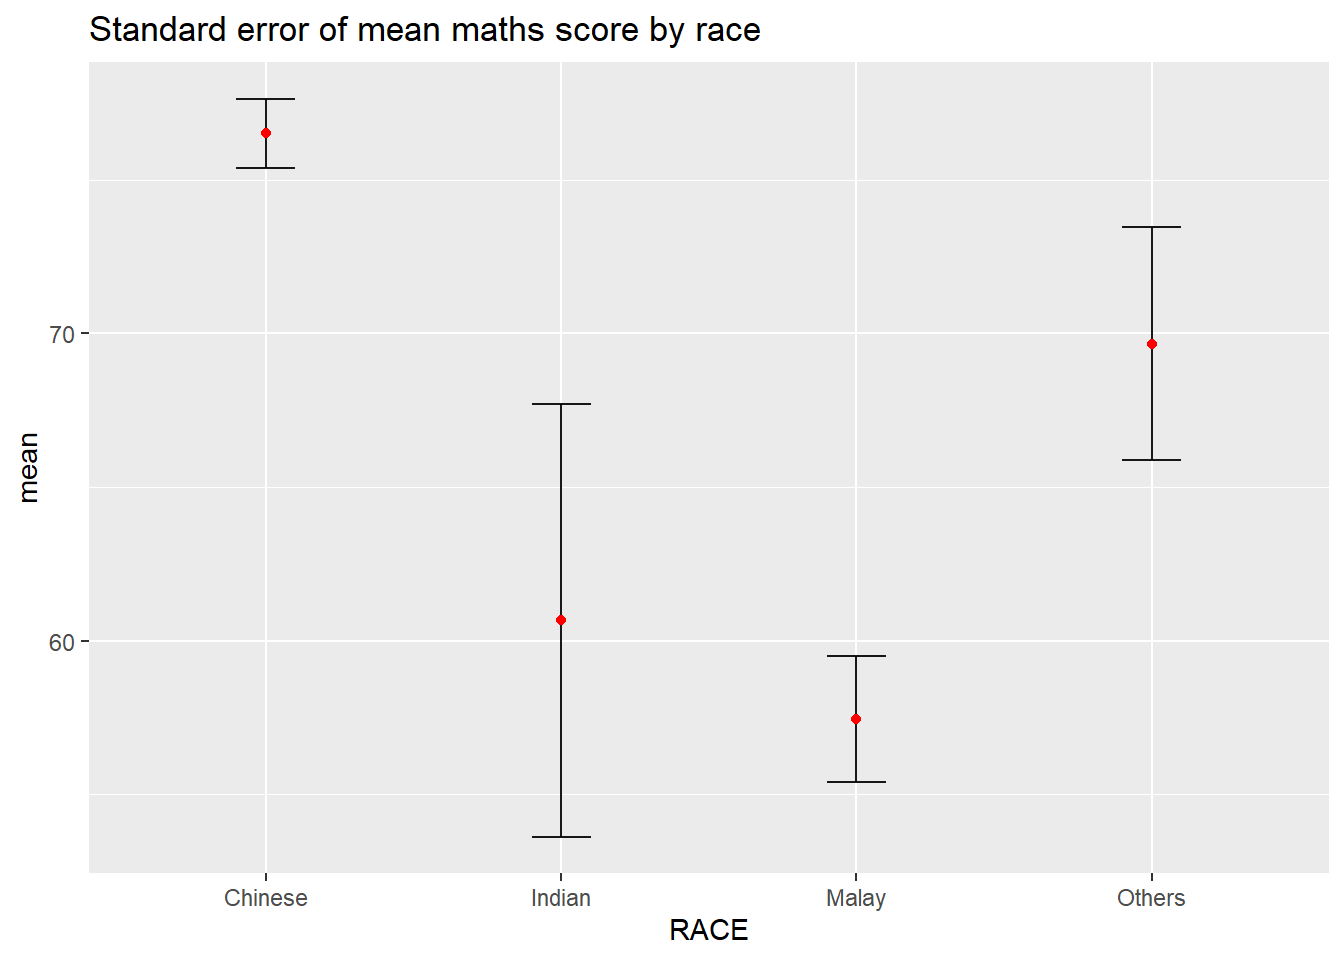 Standard error of mean maths score by race
mean
70
60
Chinese
Indian
Malay
Others
RACE